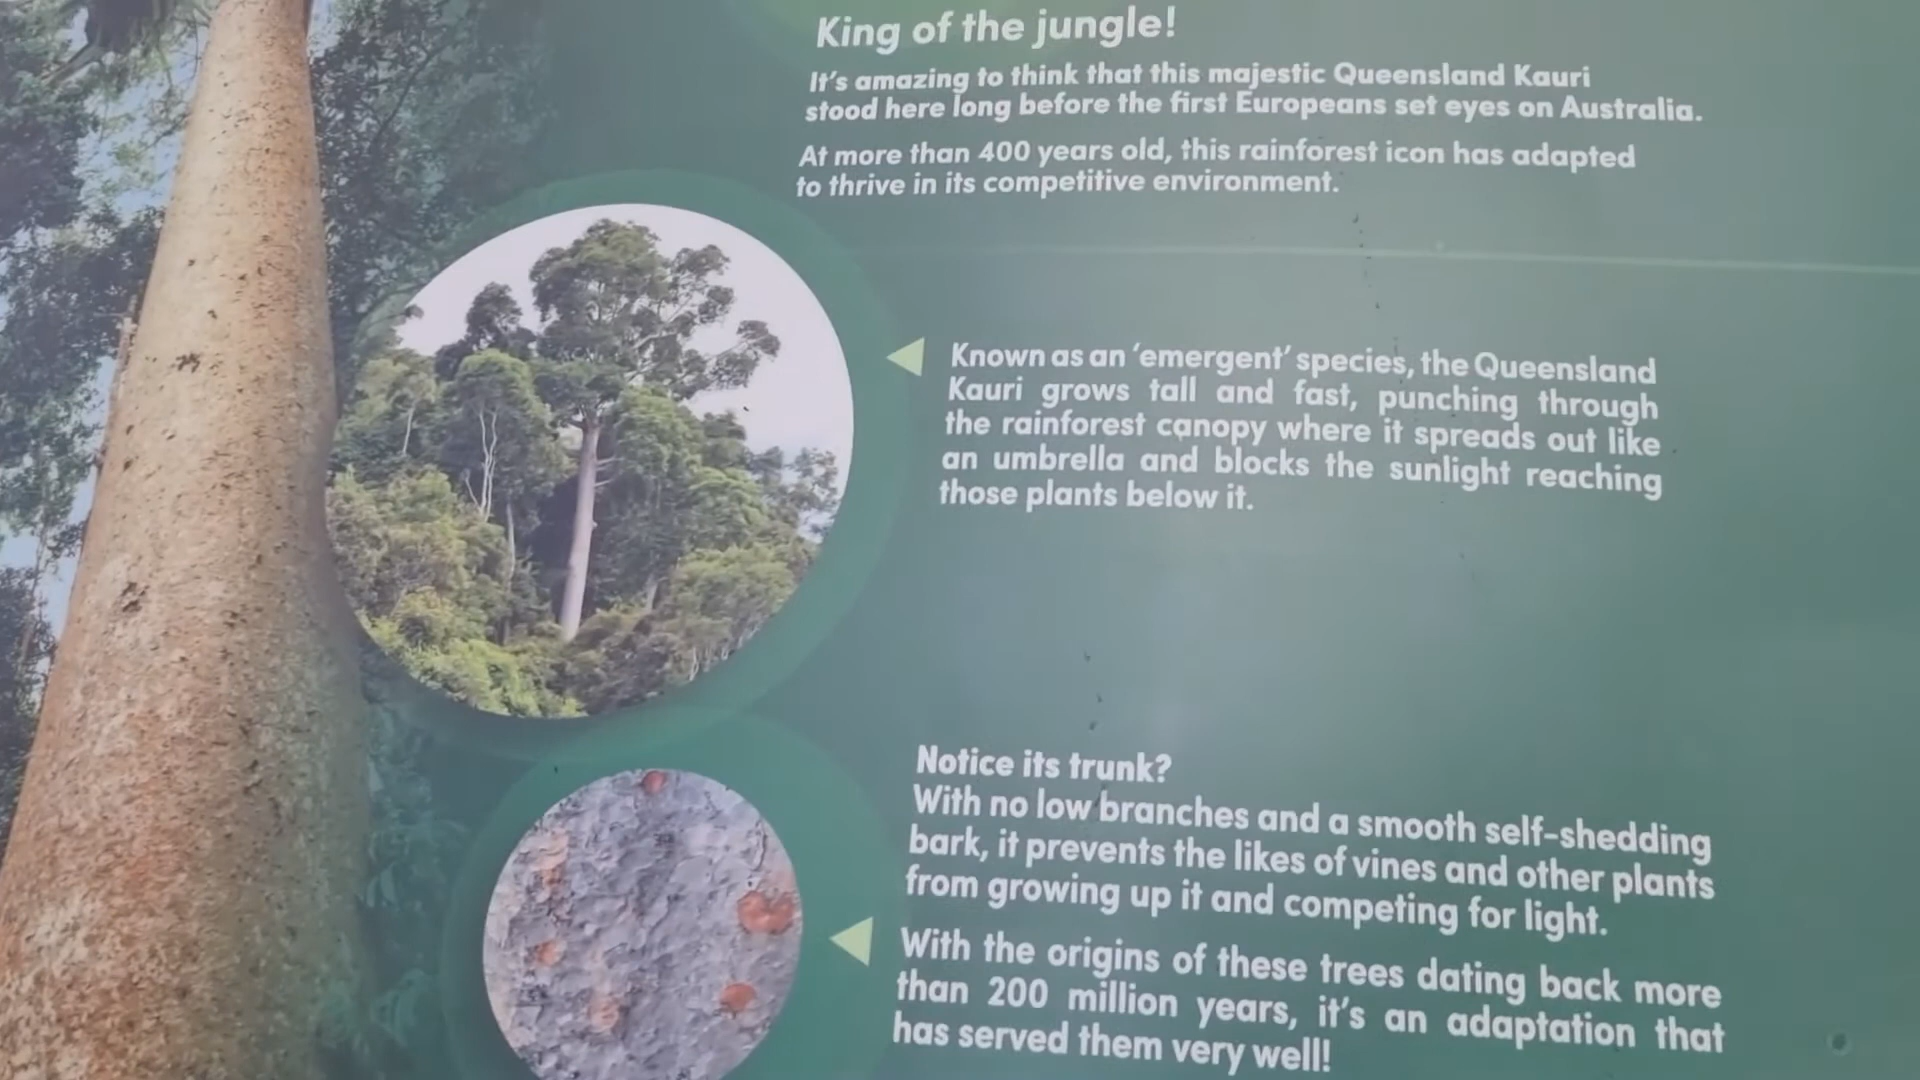 King of the jungle!
It's amazing to think that this majestic Queensland Kauri
stood here long before the first Europeans set eyes on Australia.
At more than 400 years old, this rainforest icon has adapted
to thrive in its competitive environment.
Known as an 'emergent' species, the Queensland
Kauri grows tall and fast, punching through
the rainforest canopy where it spreads out like
an umbrella and blocks the sunlight reaching
those plants below it.
Notice its trunk?
With no low branches and a smooth self-shedding
bark, it prevents the likes of vines and other plants
from growing up it and competing for light.
With the origins of these trees dating back more
than 200 million years, it's an adaptation that
has served them very well!